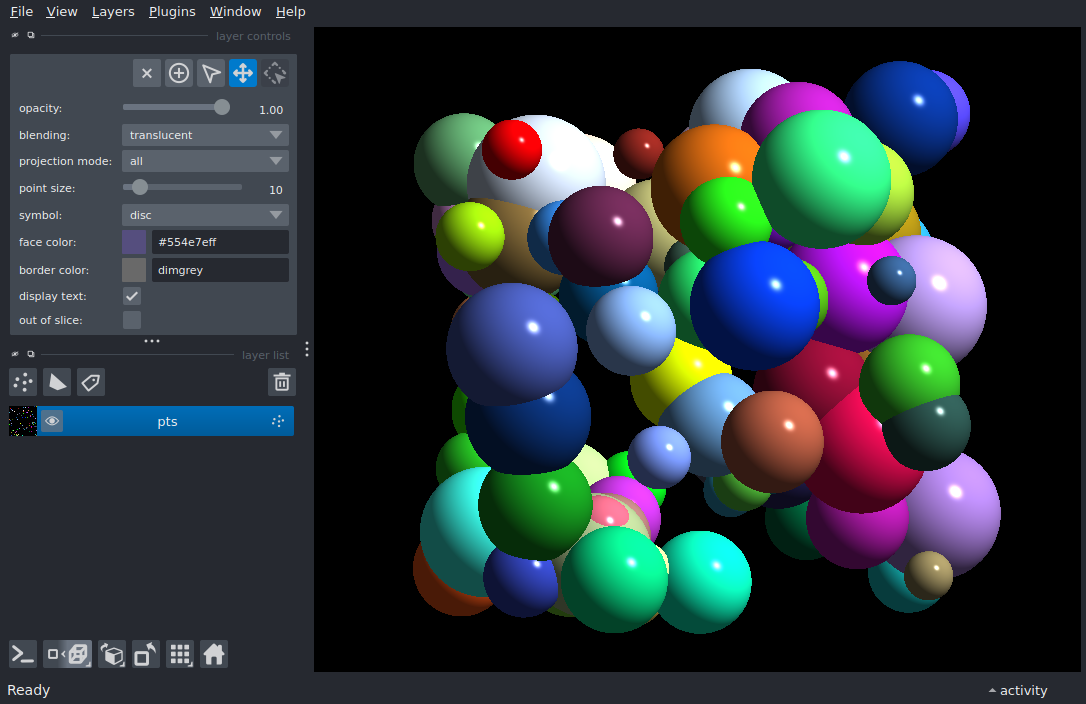 File View Layers Plugins Window Help
layer controls
opacity: 1.00
blending: translucent
projection mode: all
point size: 10
symbol: disc
face color: #554e7eff
border color: dimgrey
display text:
out of slice:
layer list
pts
Ready
activity